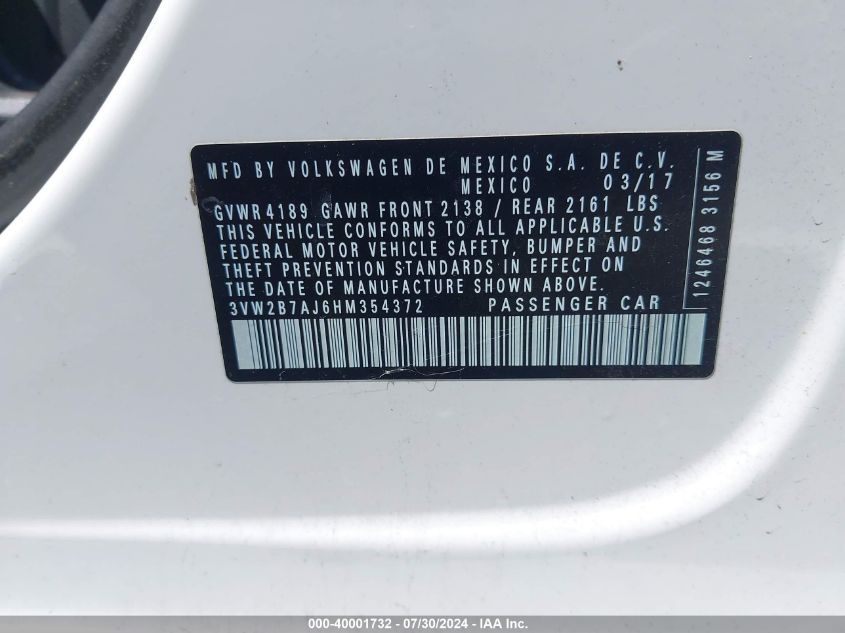 MFD BY VOLKSWAGEN DE MEXICO S.A. DE C.V.
MEXICO 03/17
GVWR 4189 GAWR FRONT 2138 / REAR 2161 LBS
THIS VEHICLE CONFORMS TO ALL APPLICABLE U.S.
FEDERAL MOTOR VEHICLE SAFETY, BUMPER AND
THEFT PREVENTION STANDARDS IN EFFECT ON
THE DATE OF MANUFACTURE SHOWN ABOVE.
3VW2B7AJ6HM354372 PASSENGER CAR
1246468 3156 M
000-40001732 - 07/30/2024 - IAA Inc.